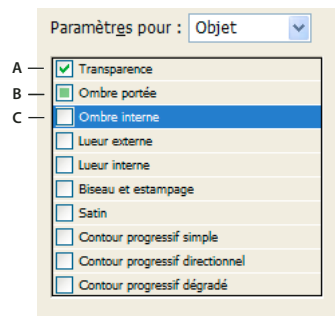 Paramètres pour : Objet
A Transparence
B Ombre portée
C Ombre interne
Lueur externe
Lueur interne
Biseau et estampage
Satin
Contour progressif simple
Contour progressif directionnel
Contour progressif dégradé